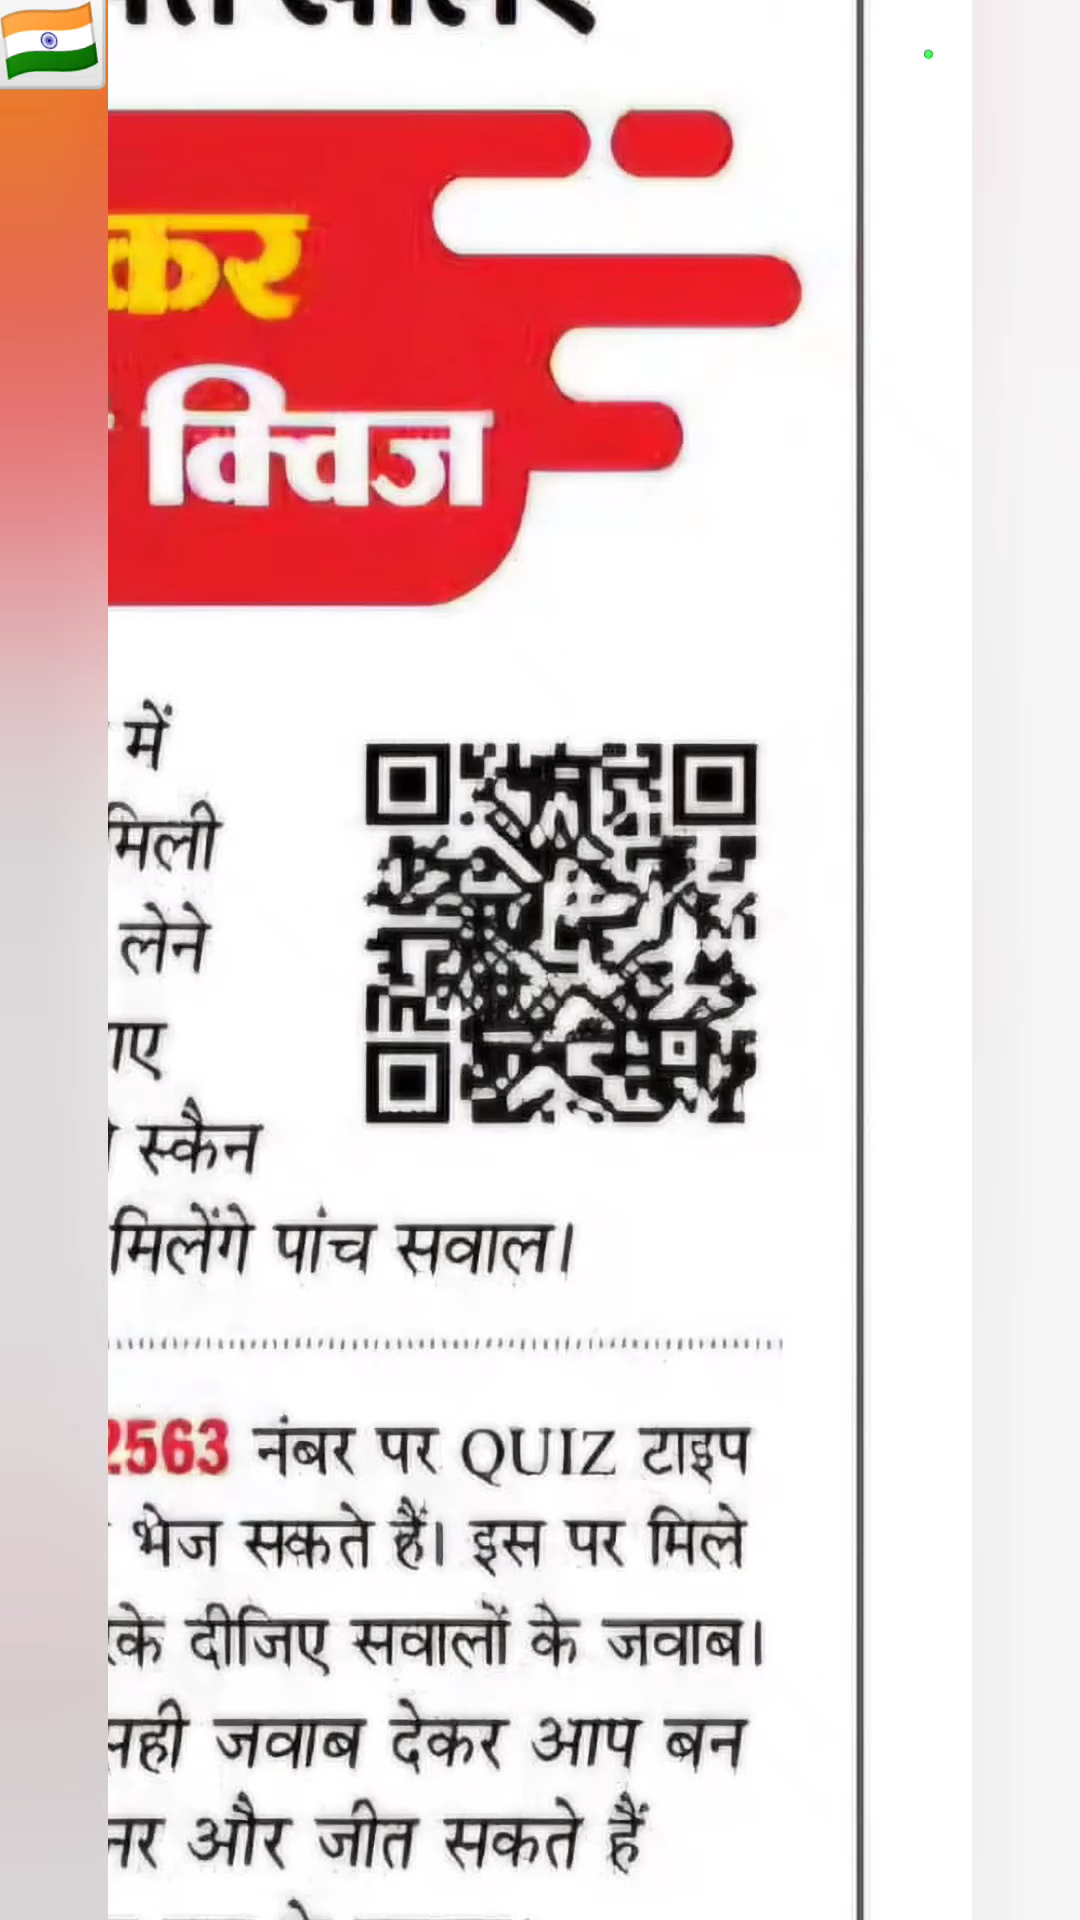 कर
क्विज
में
मिली
लेने
स्कैन
मिलेंगे पांच सवाल।
2563 नंबर पर QUIZ टाइप
भेज सकते हैं। इस पर मिले
के दीजिए सवालों के जवाब।
सही जवाब देकर आप बन
और जीत सकते हैं